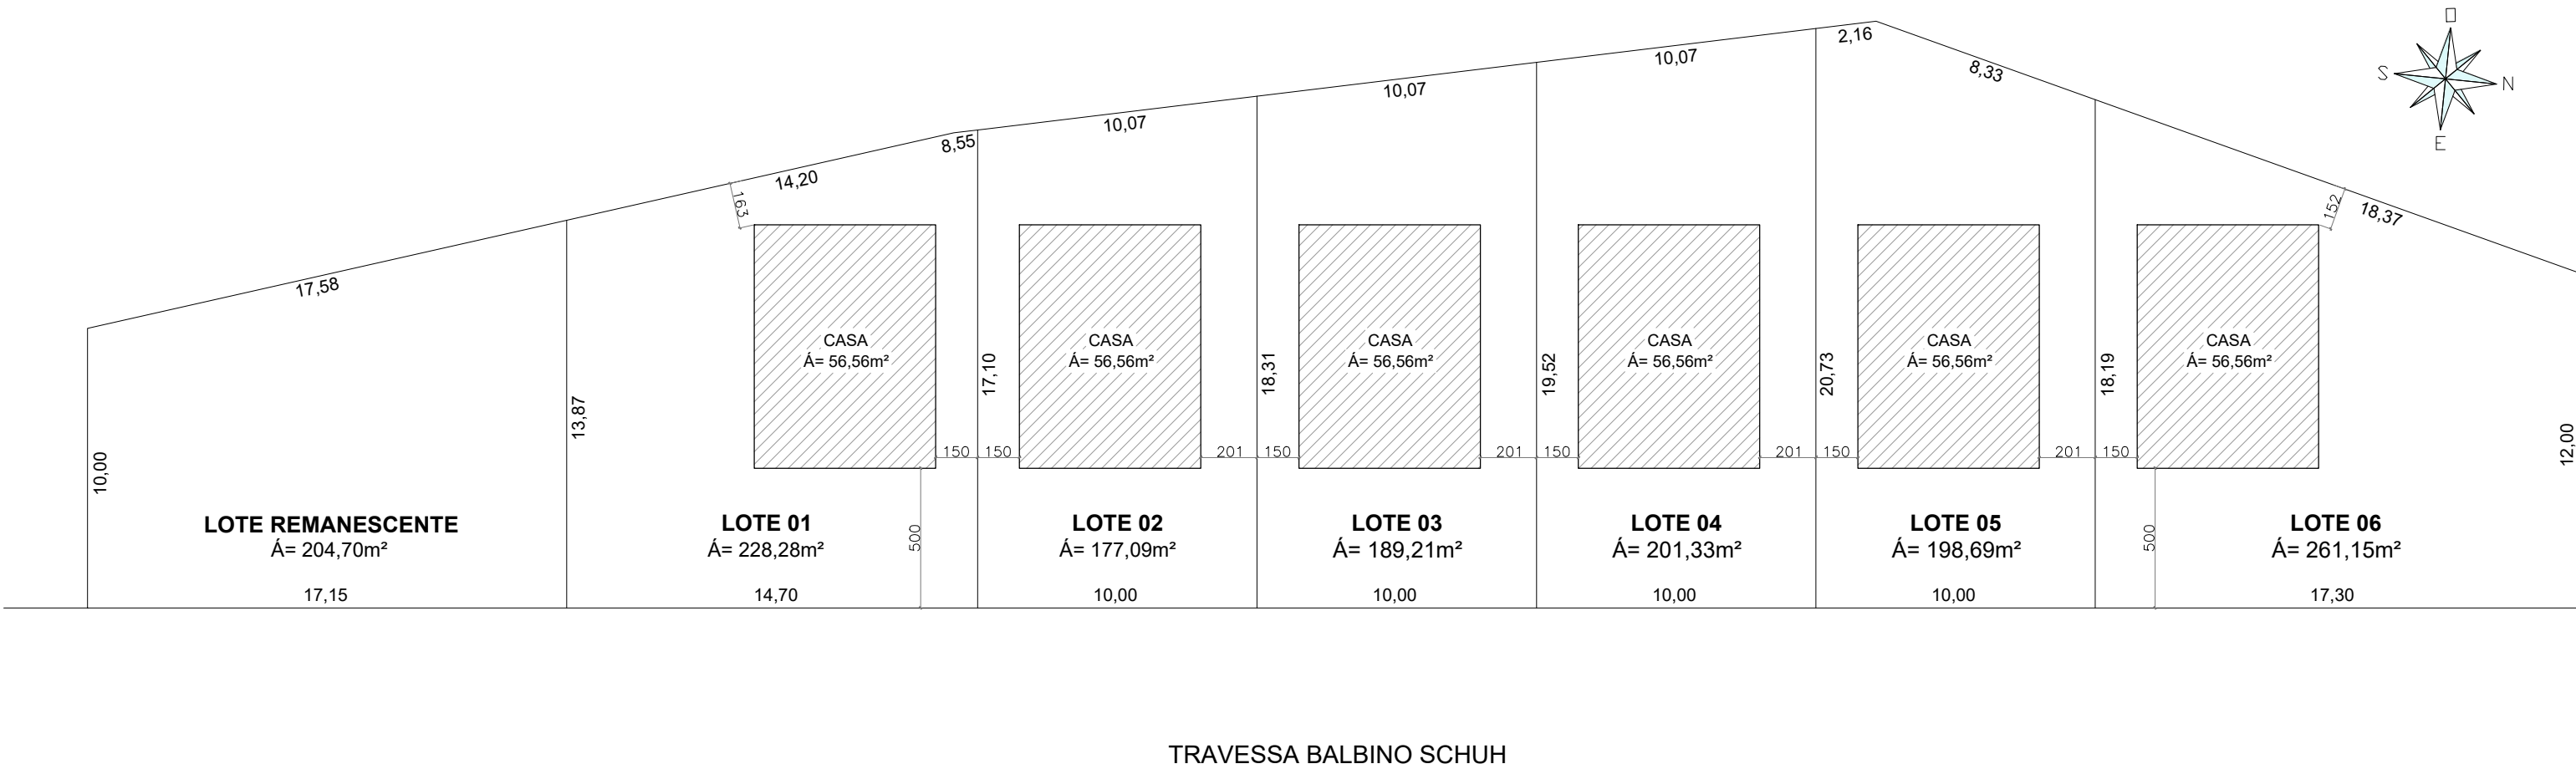 O
S
N
E
2,16
8,33
10,07
10,07
10,07
8,55
14,20
163
152
18,37
17,58
CASA
Á= 56,56m²
CASA
Á= 56,56m²
CASA
Á= 56,56m²
CASA
Á= 56,56m²
CASA
Á= 56,56m²
CASA
Á= 56,56m²
10,00
13,87
17,10
18,31
19,52
20,73
18,19
12,00
150
150
201
150
201
150
201
150
201
150
LOTE REMANESCENTE
Á= 204,70m²
LOTE 01
Á= 228,28m²
500
LOTE 02
Á= 177,09m²
LOTE 03
Á= 189,21m²
LOTE 04
Á= 201,33m²
LOTE 05
Á= 198,69m²
500
LOTE 06
Á= 261,15m²
17,15
14,70
10,00
10,00
10,00
10,00
17,30
TRAVESSA BALBINO SCHUH